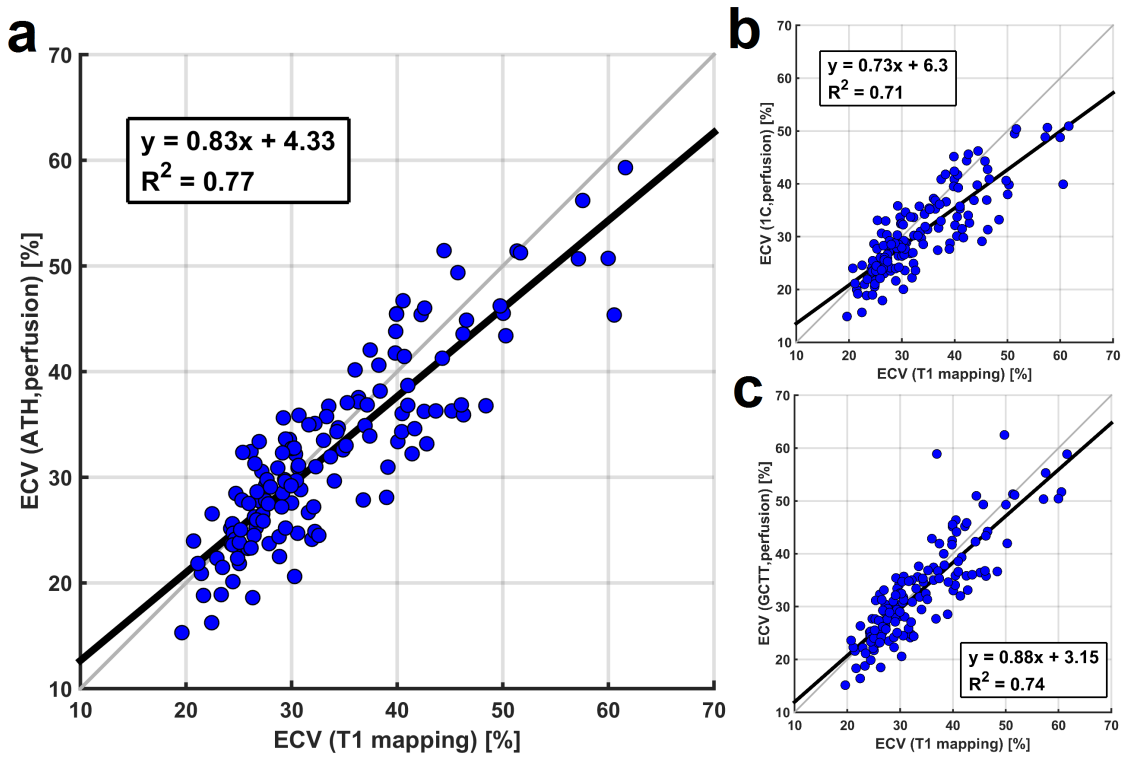 a
70
60
50
40
30
20
10
20
30
40
50
60
70
y = 0.83x + 4.33
R2 = 0.77
ECV (ATH,perfusion) [%]
ECV (T1 mapping) [%]
b
70
60
50
40
30
20
10
10
20
30
40
50
60
70
y = 0.73x + 6.3
R2 = 0.71
ECV (1C,perfusion) [%]
ECV (T1 mapping) [%]
c
70
60
50
40
30
20
10
10
20
30
40
50
60
70
y = 0.88x + 3.15
R2 = 0.74
ECV (GCTT,perfusion) [%]
ECV (T1 mapping) [%]